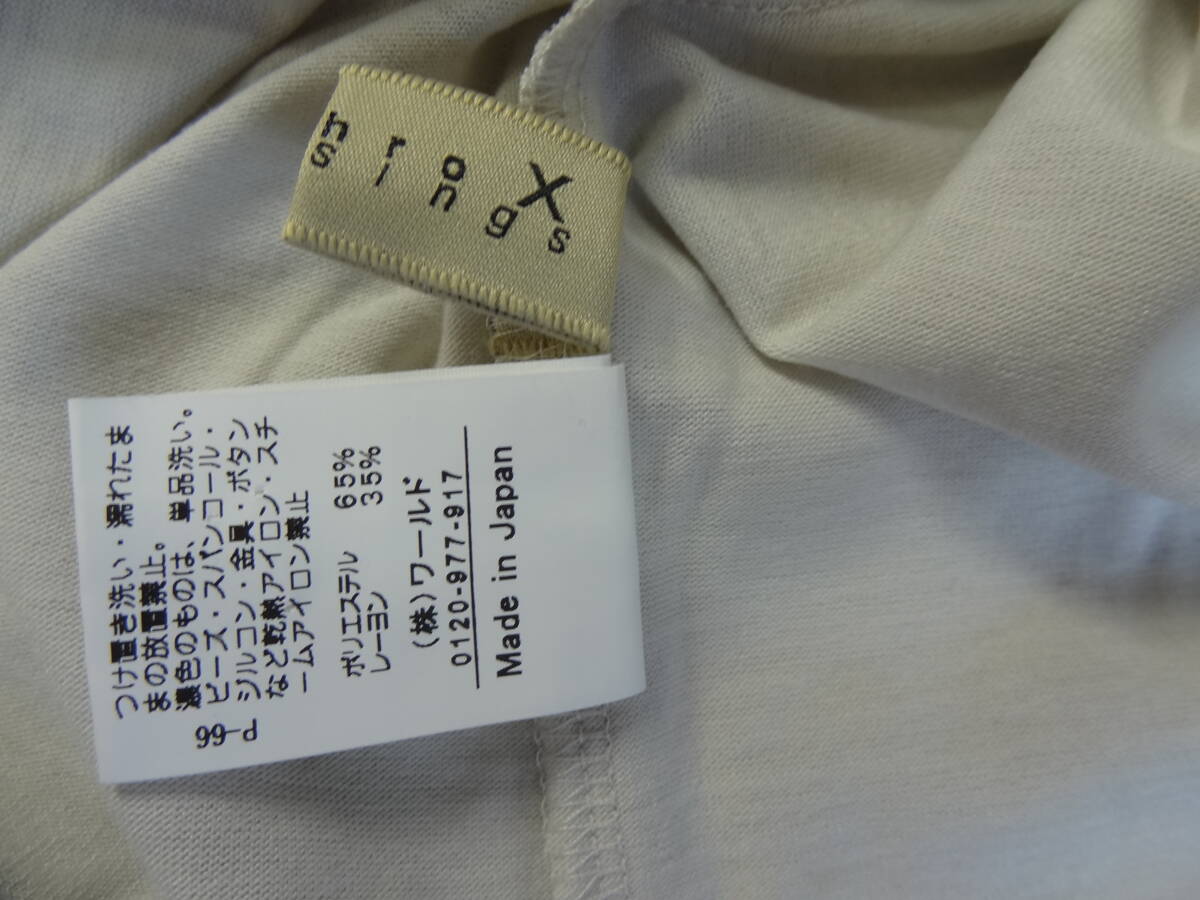 h r o X
s i n g s
つけ置き洗い・濡れたま
まの放置禁止。
濃色のものは、単品洗い。
ビーズ・スパンコール・
シルコン・金具・ボタン
など乾熱アイロン・スチ
ームアイロン禁止
ポリエステル 65%
レーヨン 35%
(株)ワールド
0120-977-917
Made in Japan